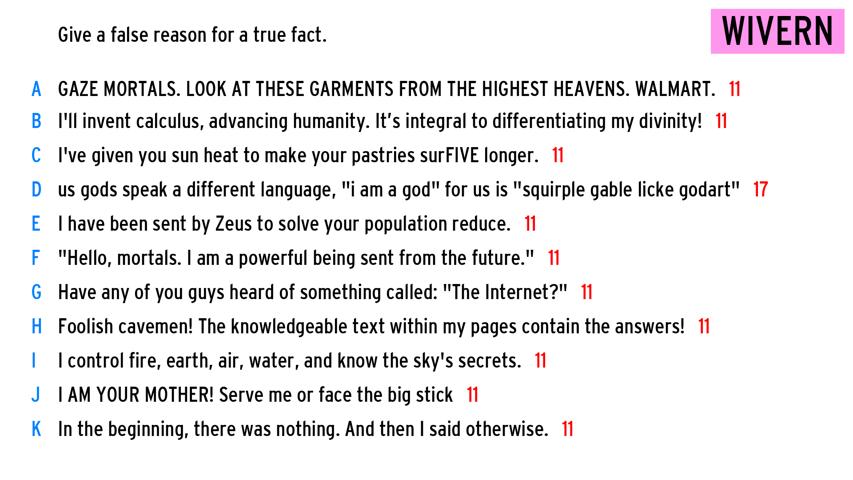 Give a false reason for a true fact.
WIVERN
A GAZE MORTALS. LOOK AT THESE GARMENTS FROM THE HIGHEST HEAVENS. WALMART. 11
B I'll invent calculus, advancing humanity. It’s integral to differentiating my divinity! 11
C I've given you sun heat to make your pastries surFIVE longer. 11
D us gods speak a different language, "i am a god" for us is "squirple gable licke godart" 17
E I have been sent by Zeus to solve your population reduce. 11
F "Hello, mortals. I am a powerful being sent from the future." 11
G Have any of you guys heard of something called: "The Internet?" 11
H Foolish cavemen! The knowledgeable text within my pages contain the answers! 11
I I control fire, earth, air, water, and know the sky's secrets. 11
J I AM YOUR MOTHER! Serve me or face the big stick 11
K In the beginning, there was nothing. And then I said otherwise. 11